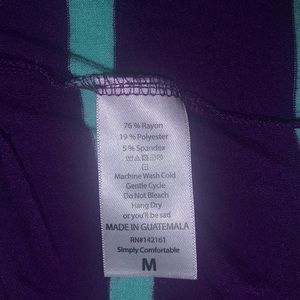 76 % Rayon
19 % Polyester
5 % Spandex
Machine Wash Cold
Gentle Cycle
Do Not Bleach
Hang Dry
or you'll be sad
MADE IN GUATEMALA
RN#142161
Simply Comfortable
M